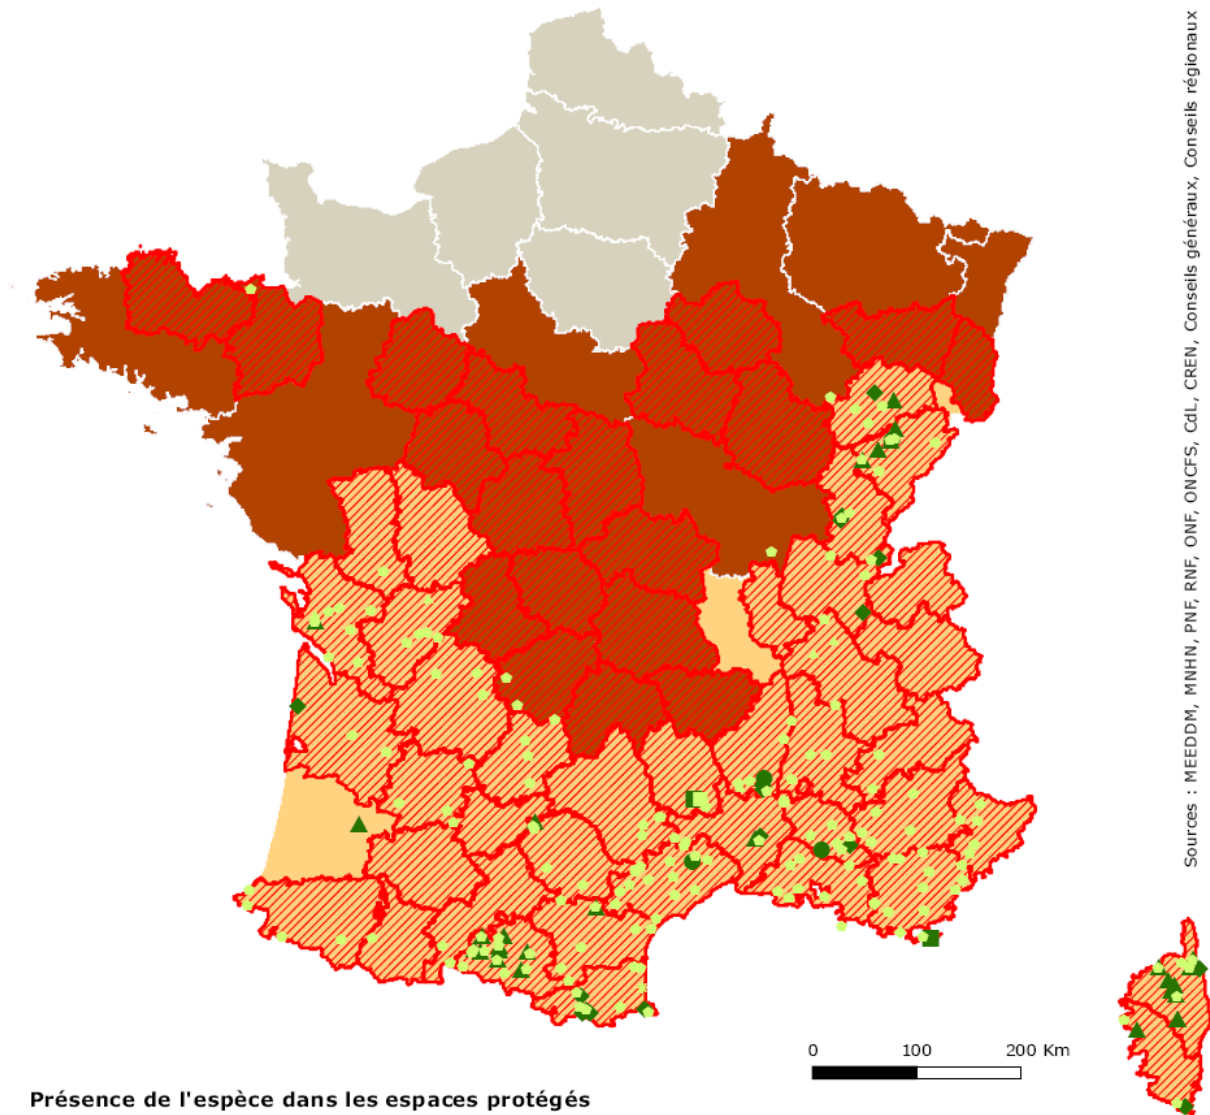 Sources : MEEDDM, MNHN, PNF, RNF, ONF, ONCFS, CdL, CREN, Conseils généraux, Conseils régionaux
0 100 200 Km
Présence de l'espèce dans les espaces protégés